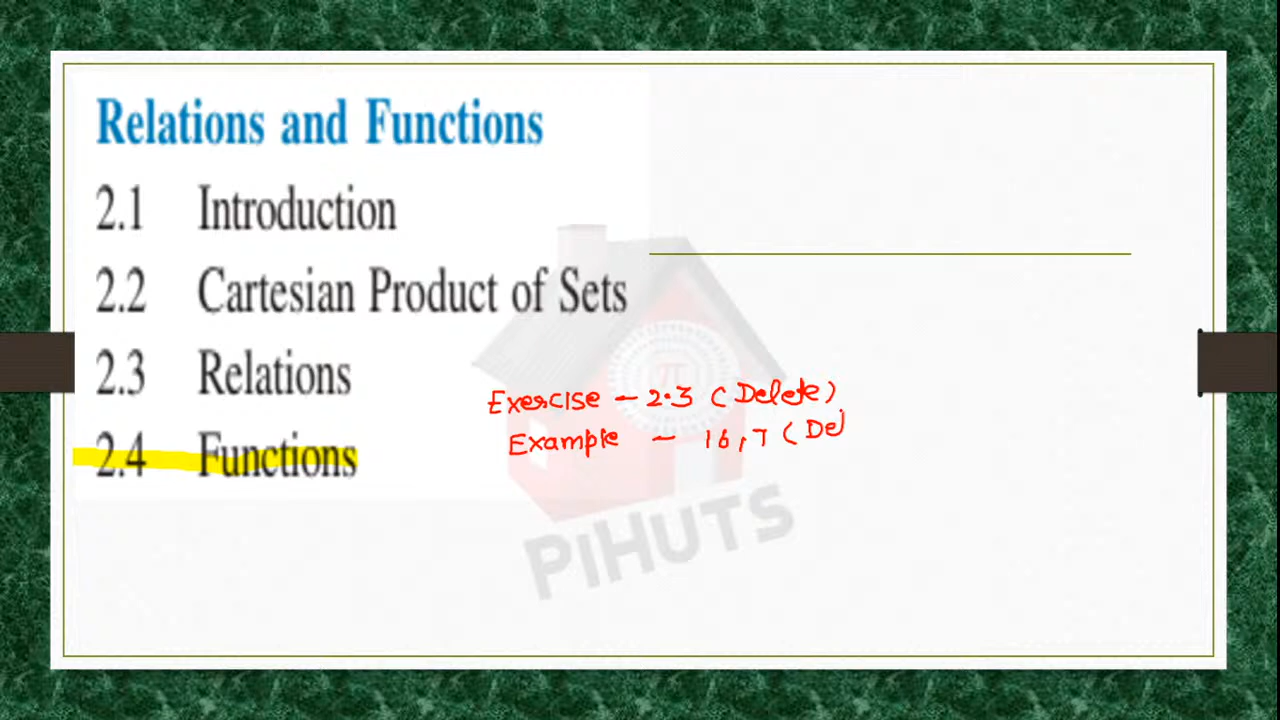 Relations and Functions
2.1 Introduction
2.2 Cartesian Product of Sets
2.3 Relations
2.4 Functions
Exercise - 2.3 (Delete)
Example - 16, 7 (Del
π
PiHUTS